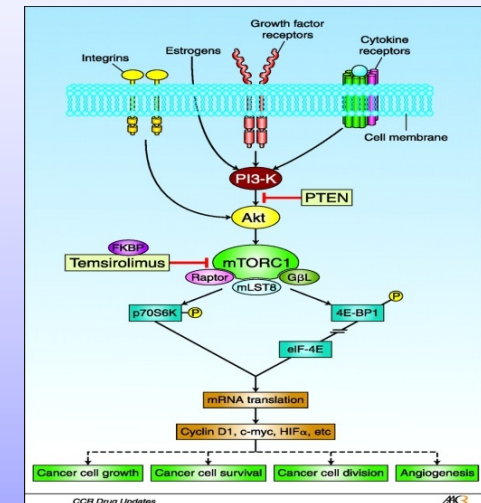 Growth factor
receptors
Cytokine
receptors
Estrogens
Integrins
Cell membrane
PI3-K
PTEN
Akt
FKBP
Temsirolimus
mTORC1
Raptor
GβL
mLST8
p70S6K
P
4E-BP1
P
eIF-4E
mRNA translation
Cyclin D1, c-myc, HIFα, etc
Cancer cell growth
Cancer cell survival
Cancer cell division
Angiogenesis
CCR Drug Updates
AACR